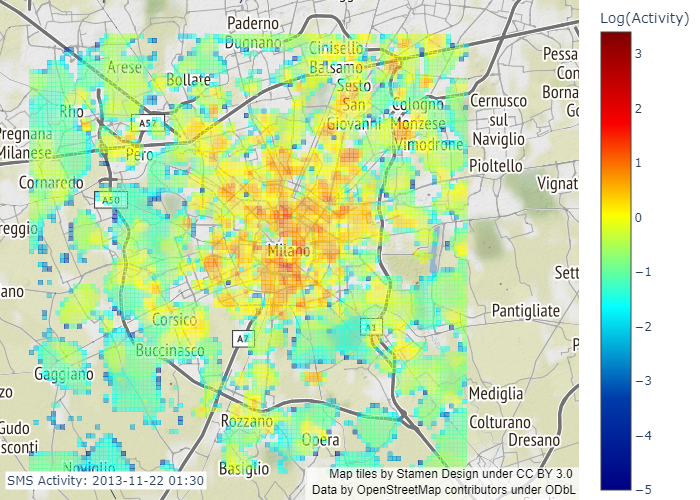 Log(Activity)
3
2
1
0
−1
−2
−3
−4
−5
Paderno
Dugnano
Cinisello
Balsamo
Arese
Bollate
Sesto
San
Giovanni
Cologno
Monzese
Vimodrone
Cernusco
sul
Naviglio
Pessa
Con
Borna
Go
Rho
A52
Pero
Pregnana
Milanese
Cornaredo
Pioltello
Vignat
A50
reggio
Milano
Sett
ano
Pantigliate
Corsico
A1
A7
Buccinasco
P
Gaggiano
Mediglia
zo
Rozzano
Colturano
Gudo
Dresano
sconti
Opera
Noviglio
Basiglio
SMS Activity: 2013-11-22 01:30
Map tiles by Stamen Design under CC BY 3.0
Data by OpenStreetMap contributors under ODbL